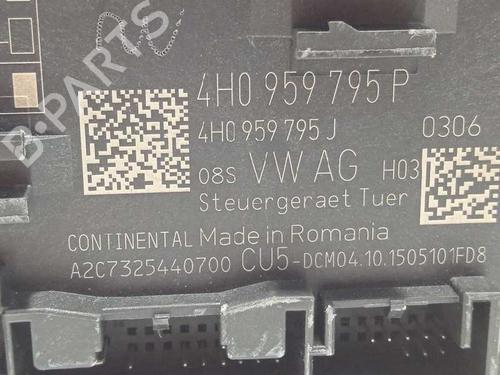 4H0 959 795 P
4H0 959 795 J 0306
08S VW AG H03
Steuergeraet Tuer
CONTINENTAL Made in Romania
A2C7325440700 CU5-DCM04.10.1505101FD8
B-PARTS